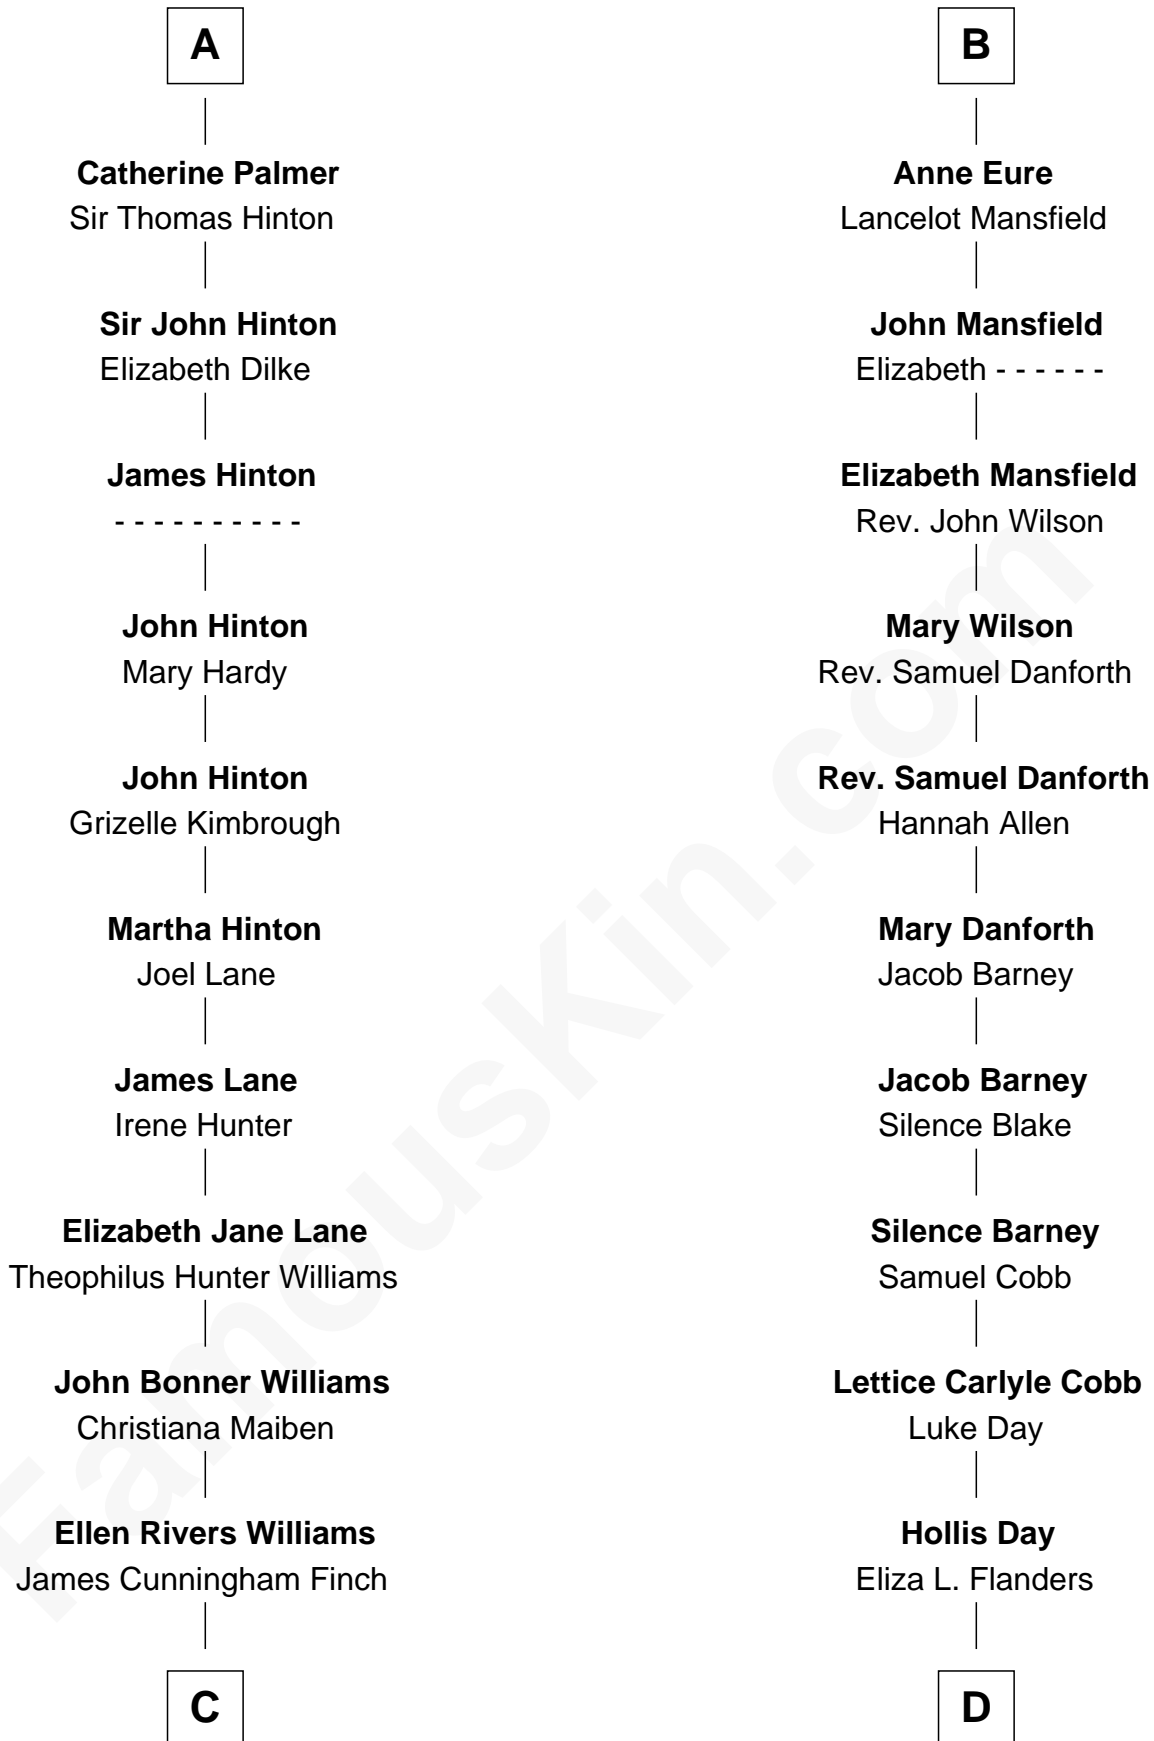 A
Catherine Palmer
Sir Thomas Hinton
Sir John Hinton
Elizabeth Dilke
James Hinton
- - - - - - - - - -
John Hinton
Mary Hardy
John Hinton
Grizelle Kimbrough
Martha Hinton
Joel Lane
James Lane
Irene Hunter
Elizabeth Jane Lane
Theophilus Hunter Williams
John Bonner Williams
Christiana Maiben
Ellen Rivers Williams
James Cunningham Finch
C
B
Anne Eure
Lancelot Mansfield
John Mansfield
Elizabeth - - - - - -
Elizabeth Mansfield
Rev. John Wilson
Mary Wilson
Rev. Samuel Danforth
Rev. Samuel Danforth
Hannah Allen
Mary Danforth
Jacob Barney
Jacob Barney
Silence Blake
Silence Barney
Samuel Cobb
Lettice Carlyle Cobb
Luke Day
Hollis Day
Eliza L. Flanders
D
FamousKin.com